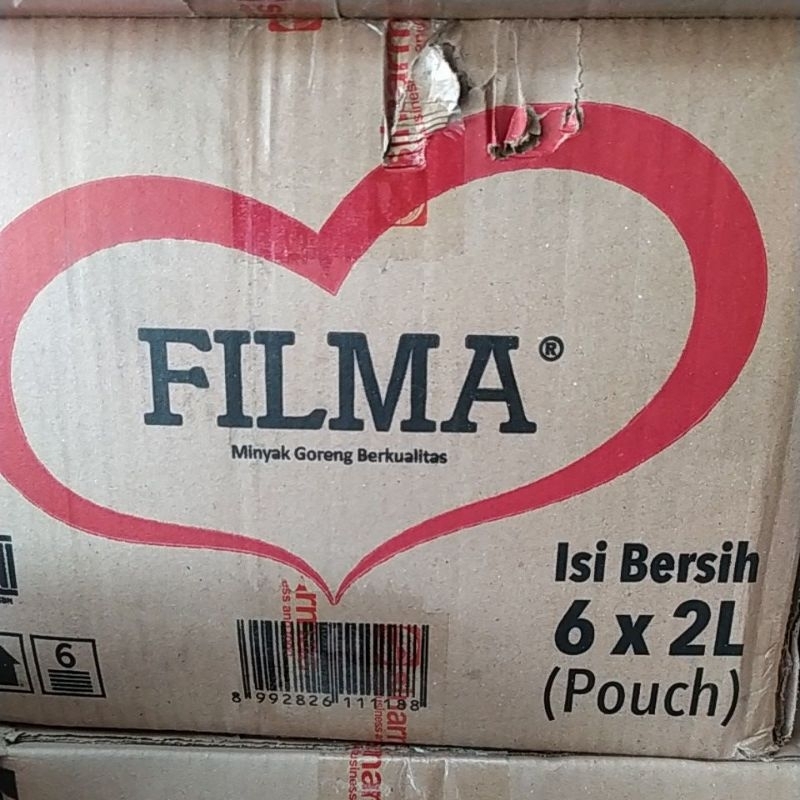 FILMA®
Minyak Goreng Berkualitas
Isi Bersih
6 x 2L
(Pouch)
6
8 992826 111188